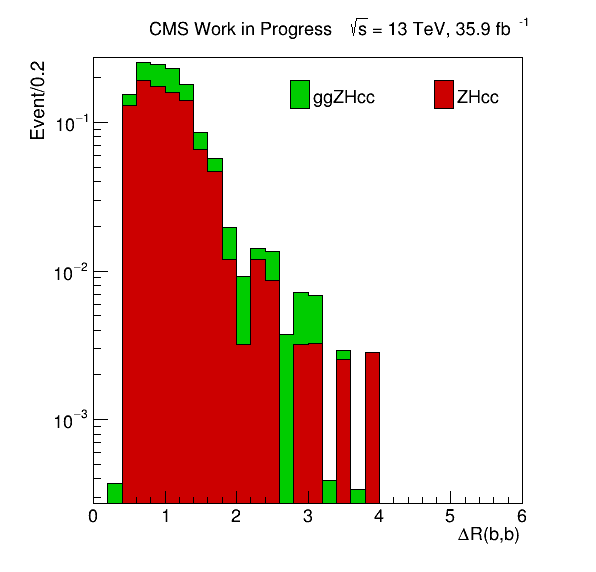 CMS Work in Progress √s = 13 TeV, 35.9 fb⁻¹
Event/0.2
ggZHcc ZHcc
10⁻¹
10⁻²
10⁻³
0 1 2 3 4 5 6
ΔR(b,b)